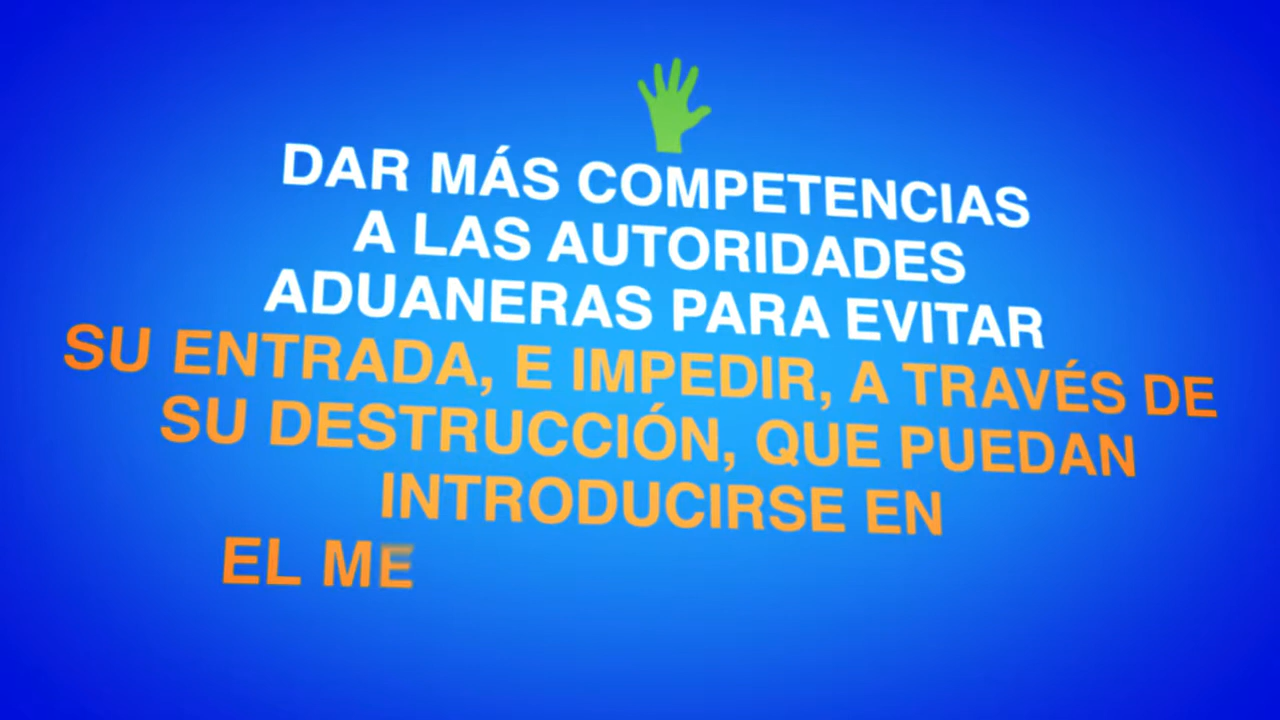 DAR MÁS COMPETENCIAS
A LAS AUTORIDADES
ADUANERAS PARA EVITAR
SU ENTRADA, E IMPEDIR, A TRAVÉS DE
SU DESTRUCCIÓN, QUE PUEDAN
INTRODUCIRSE EN
EL ME